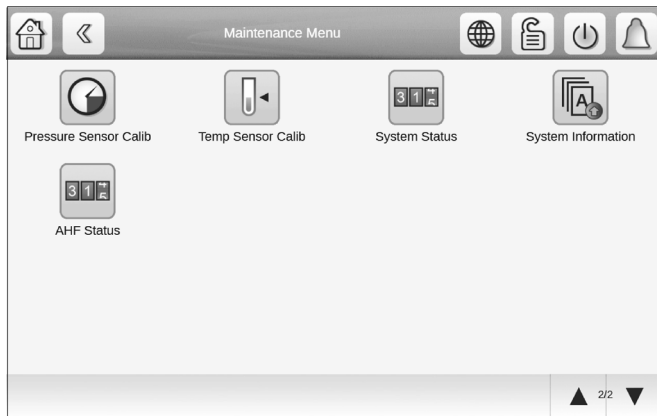 Maintenance Menu
Pressure Sensor Calib
Temp Sensor Calib
System Status
System Information
AHF Status
2/2